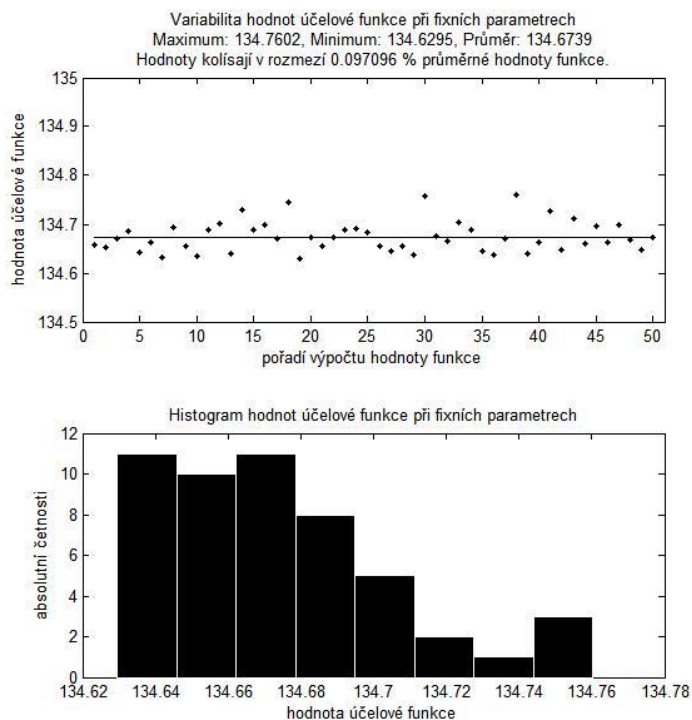 Variabilita hodnot účelové funkce při fixních parametrech
Maximum: 134.7602, Minimum: 134.6295, Průměr: 134.6739
Hodnoty kolísají v rozmezí 0.097096 % průměrné hodnoty funkce.
135
134.9
134.8
134.7
134.6
134.5
hodnota účelové funkce
0 5 10 15 20 25 30 35 40 45 50
pořadí výpočtu hodnoty funkce
Histogram hodnot účelové funkce při fixních parametrech
12
10
8
6
4
2
0
absolutní četnosti
134.62 134.64 134.66 134.68 134.7 134.72 134.74 134.76 134.78
hodnota účelové funkce